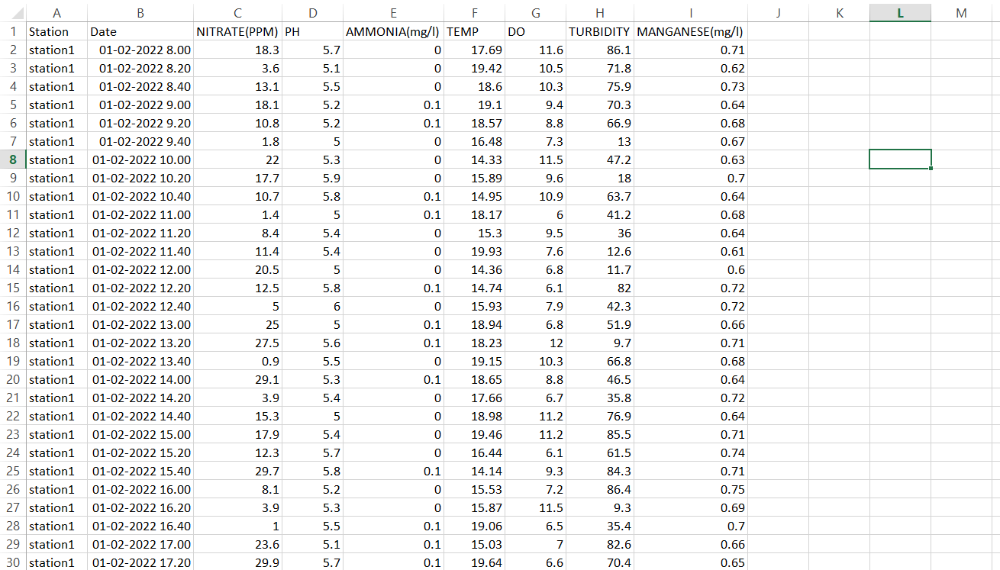 A B C D E F G H I J K L M
1 Station Date NITRATE(PPM) PH AMMONIA(mg/l) TEMP DO TURBIDITY MANGANESE(mg/l)
2 station1 01-02-2022 8.00 18.3 5.7 0 17.69 11.6 86.1 0.71
3 station1 01-02-2022 8.20 3.6 5.1 0 19.42 10.5 71.8 0.62
4 station1 01-02-2022 8.40 13.1 5.5 0 18.6 10.3 75.9 0.73
5 station1 01-02-2022 9.00 18.1 5.2 0.1 19.1 9.4 70.3 0.64
6 station1 01-02-2022 9.20 10.8 5.2 0.1 18.57 8.8 66.9 0.68
7 station1 01-02-2022 9.40 1.8 5 0 16.48 7.3 13 0.67
8 station1 01-02-2022 10.00 22 5.3 0 14.33 11.5 47.2 0.63
9 station1 01-02-2022 10.20 17.7 5.9 0 15.89 9.6 18 0.7
10 station1 01-02-2022 10.40 10.7 5.8 0.1 14.95 10.9 63.7 0.64
11 station1 01-02-2022 11.00 1.4 5 0.1 18.17 6 41.2 0.68
12 station1 01-02-2022 11.20 8.4 5.4 0 15.3 9.5 36 0.64
13 station1 01-02-2022 11.40 11.4 5.4 0 19.93 7.6 12.6 0.61
14 station1 01-02-2022 12.00 20.5 5 0 14.36 6.8 11.7 0.6
15 station1 01-02-2022 12.20 12.5 5.8 0.1 14.74 6.1 82 0.72
16 station1 01-02-2022 12.40 5 6 0 15.93 7.9 42.3 0.72
17 station1 01-02-2022 13.00 25 5 0.1 18.94 6.8 51.9 0.66
18 station1 01-02-2022 13.20 27.5 5.6 0.1 18.23 12 9.7 0.71
19 station1 01-02-2022 13.40 0.9 5.5 0 19.15 10.3 66.8 0.68
20 station1 01-02-2022 14.00 29.1 5.3 0.1 18.65 8.8 46.5 0.64
21 station1 01-02-2022 14.20 3.9 5.4 0 17.66 6.7 35.8 0.72
22 station1 01-02-2022 14.40 15.3 5 0 18.98 11.2 76.9 0.64
23 station1 01-02-2022 15.00 17.9 5.4 0 19.46 11.2 85.5 0.71
24 station1 01-02-2022 15.20 12.3 5.7 0 16.44 6.1 61.5 0.74
25 station1 01-02-2022 15.40 29.7 5.8 0.1 14.14 9.3 84.3 0.71
26 station1 01-02-2022 16.00 8.1 5.2 0 15.53 7.2 86.4 0.75
27 station1 01-02-2022 16.20 3.9 5.3 0 15.87 11.5 9.3 0.69
28 station1 01-02-2022 16.40 1 5.5 0.1 19.06 6.5 35.4 0.7
29 station1 01-02-2022 17.00 23.6 5.1 0.1 15.03 7 82.6 0.66
30 station1 01-02-2022 17.20 29.9 5.7 0.1 19.64 6.6 70.4 0.65